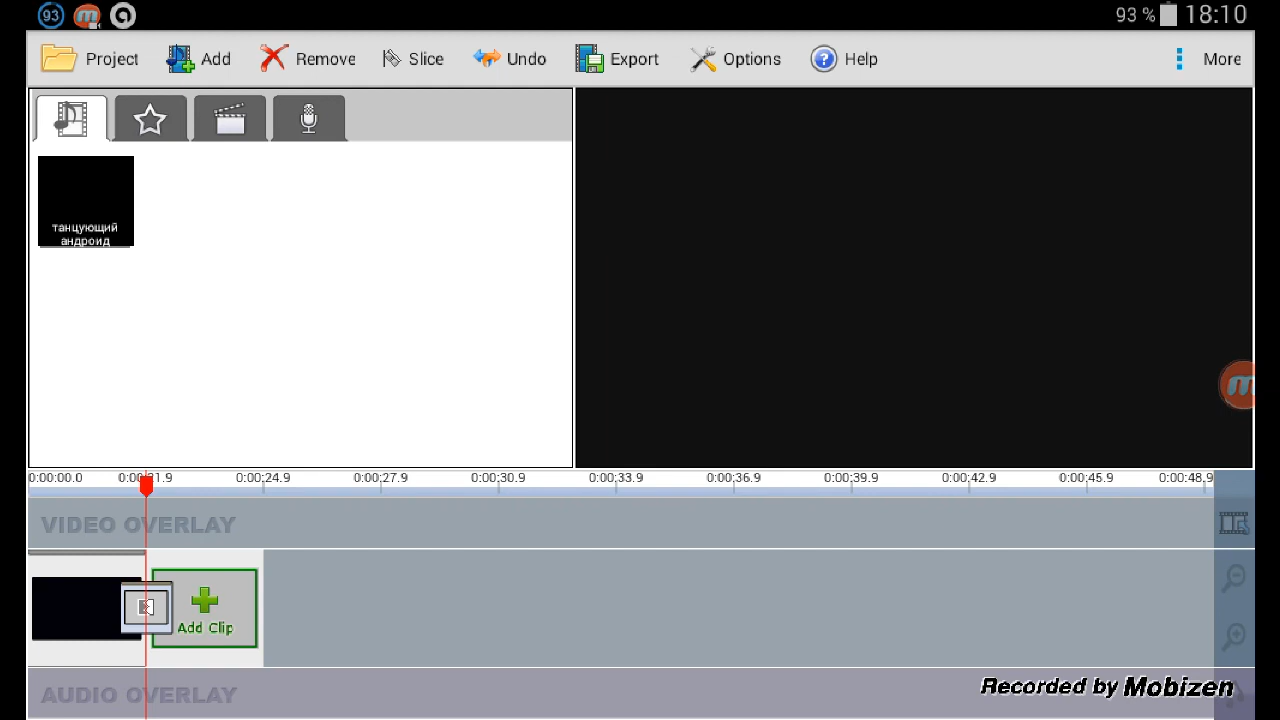 93
93 %
18:10
Project
Add
Remove
Slice
Undo
Export
Options
Help
More
танцующий
андроид
0:00:00.0
0:00:24.9
0:00:27.9
0:00:30.9
0:00:33.9
0:00:36.9
0:00:39.9
0:00:42.9
0:00:45.9
0:00:48.9
VIDEO OVERLAY
Add Clip
AUDIO OVERLAY
Recorded by Mobizen